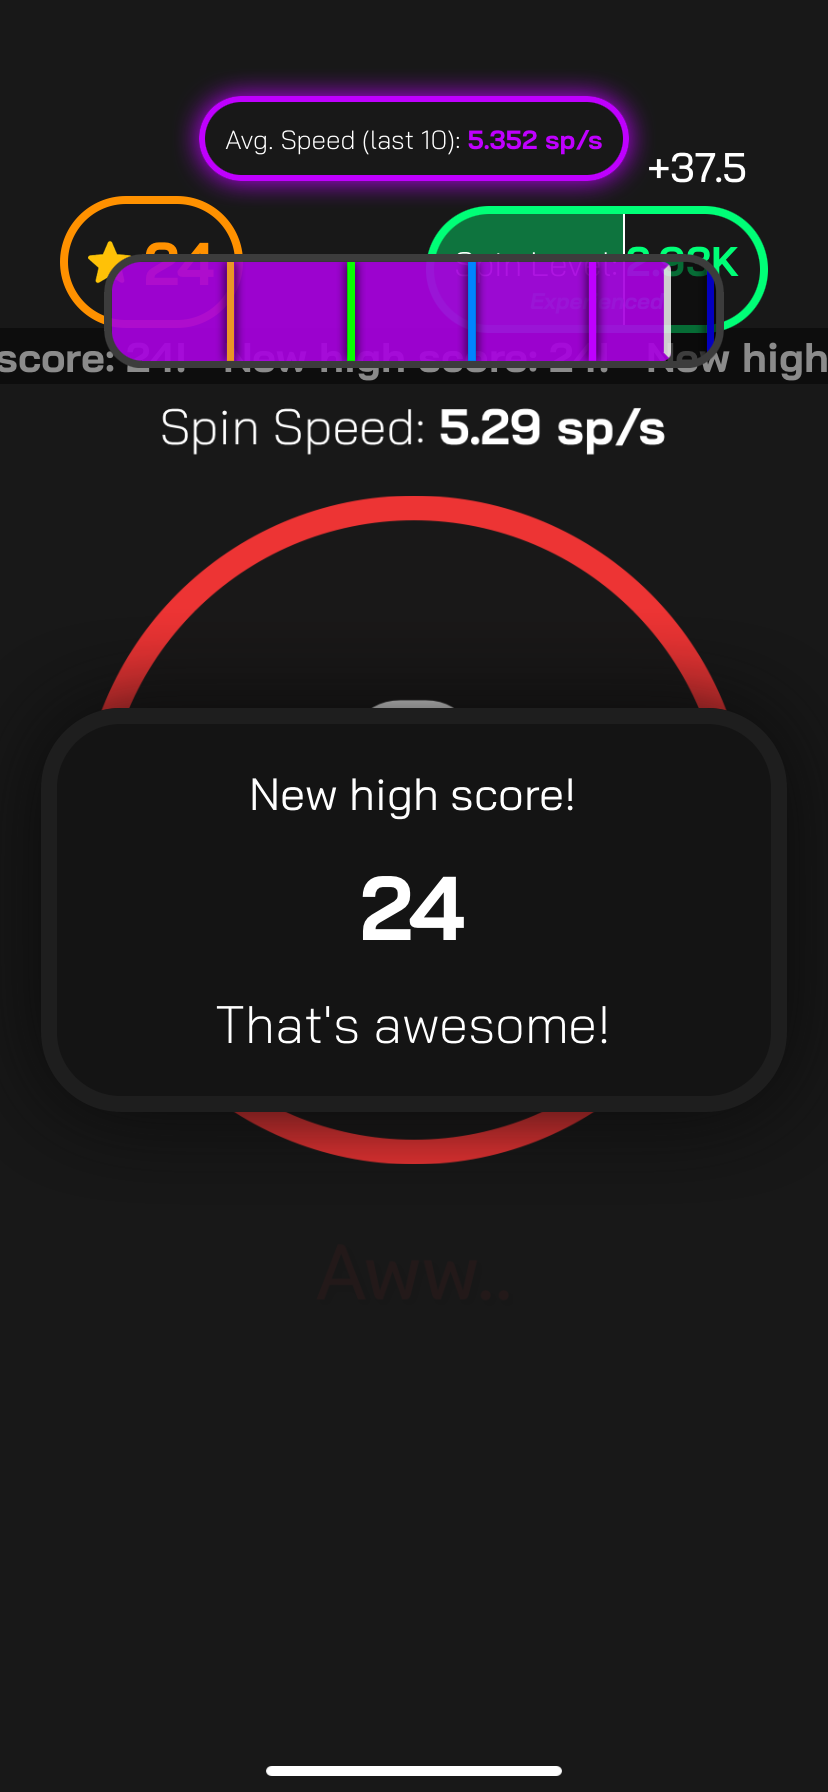 Avg. Speed (last 10): 5.352 sp/s
+37.5
24
Spin Level: 2.93K
Experienced
score: 24! New high score: 24! New high
Spin Speed: 5.29 sp/s
New high score!
24
That's awesome!
Aww..